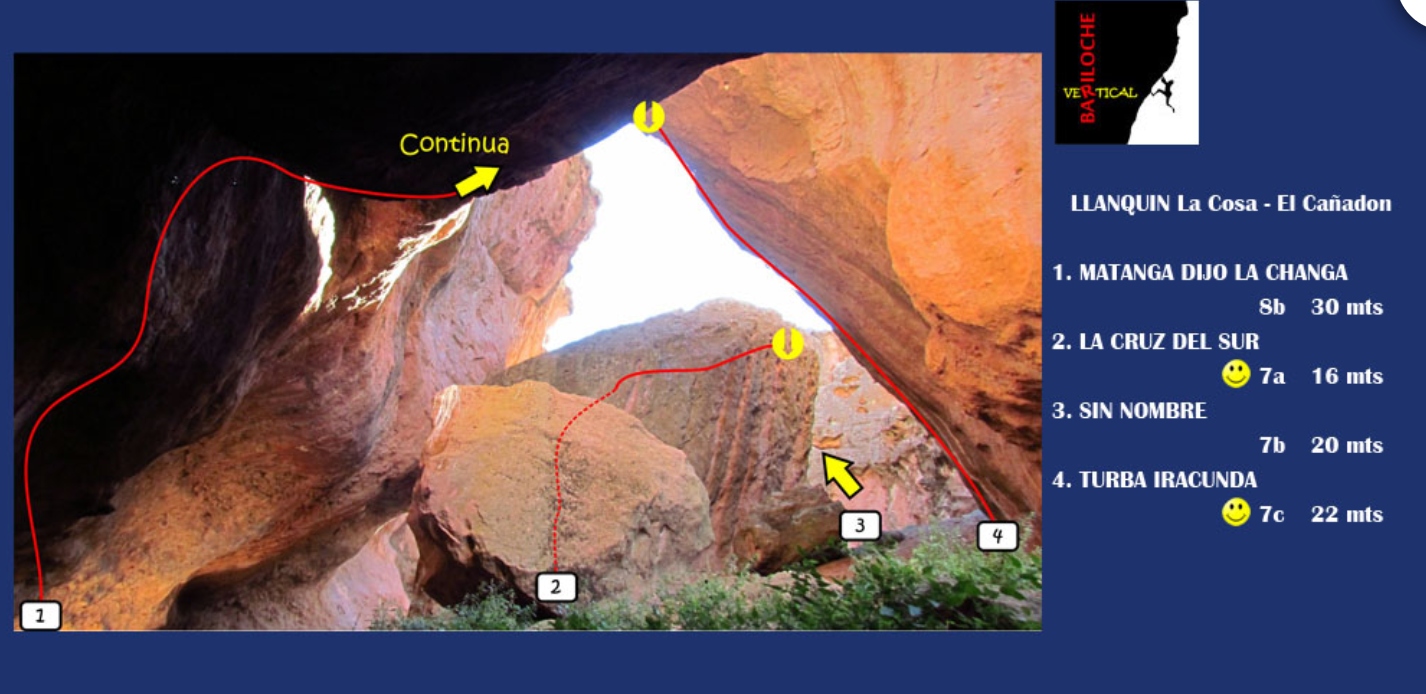 BARILOCHE
VERTICAL
Continua
1
2
3
4
LLANQUIN La Cosa - El Cañadon
1. MATANGA DIJO LA CHANGA
8b 30 mts
2. LA CRUZ DEL SUR
7a 16 mts
3. SIN NOMBRE
7b 20 mts
4. TURBA IRACUNDA
7c 22 mts